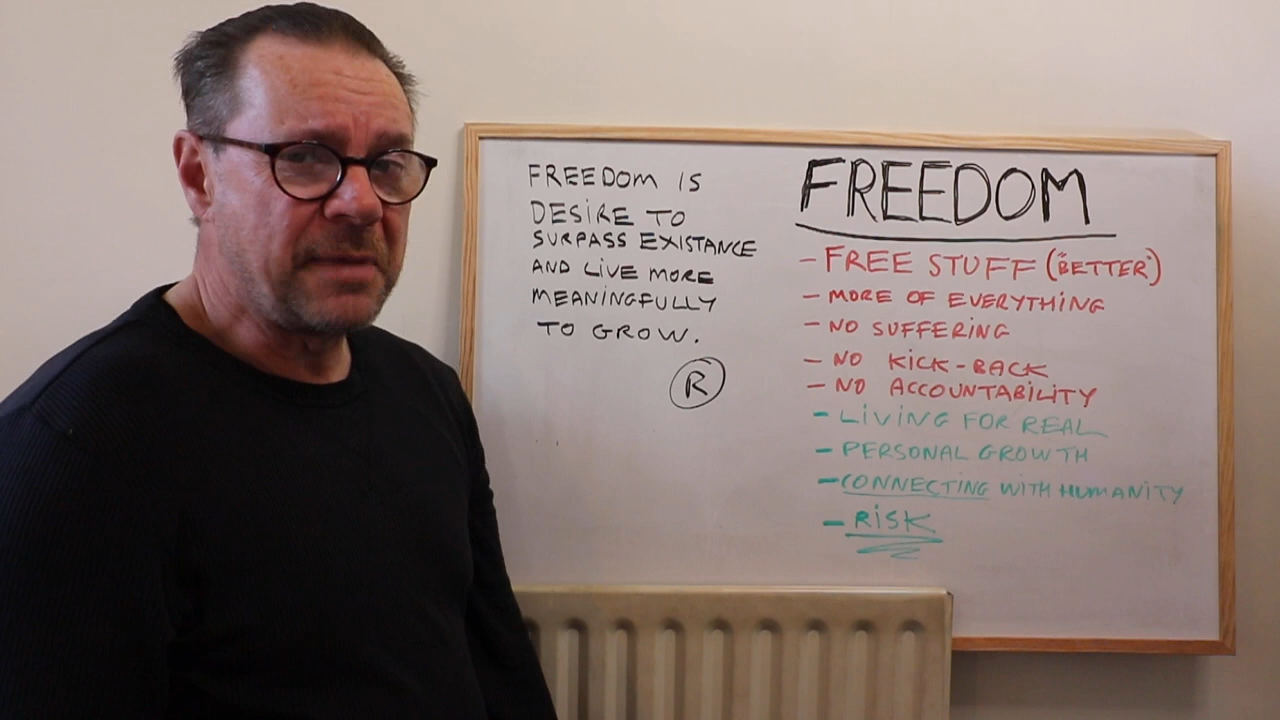 FREEDOM IS
DESIRE TO
SURPASS EXISTANCE
AND LIVE MORE
MEANINGFULLY
TO GROW.
R
FREEDOM
- FREE STUFF ("BETTER")
- MORE OF EVERYTHING
- NO SUFFERING
- NO KICK-BACK
- NO ACCOUNTABILITY
- LIVING FOR REAL
- PERSONAL GROWTH
- CONNECTING WITH HUMANITY
- RISK